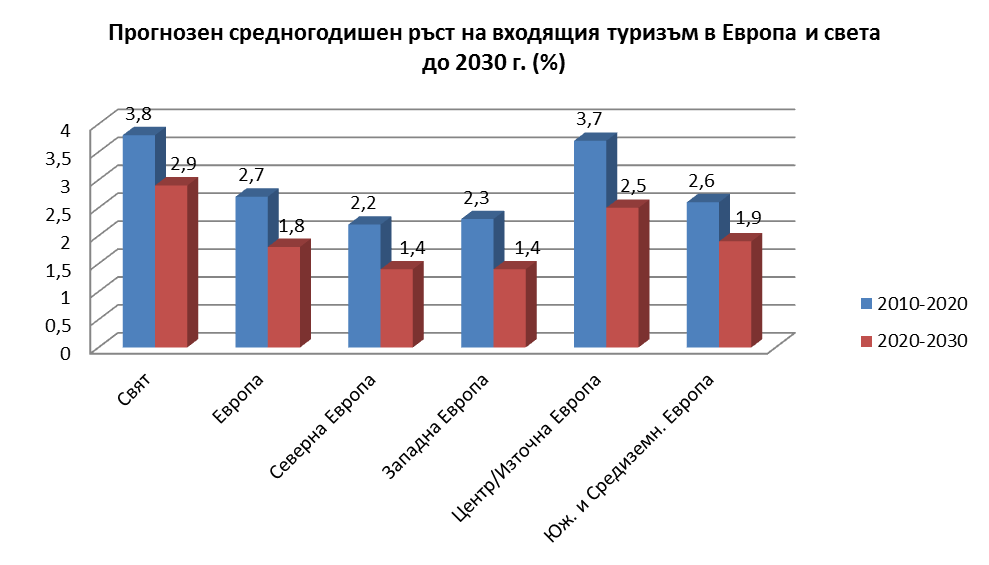 Прогнозен средногодишен ръст на входящия туризъм в Европа и света
до 2030 г. (%)
4
3,5
3
2,5
2
1,5
1
0,5
0
3,8
2,9
2,7
1,8
2,2
1,4
2,3
1,4
3,7
2,5
2,6
1,9
Свят
Европа
Северна Европа
Западна Европа
Центр/Източна Европа
Юж. и Средиземн. Европа
2010-2020
2020-2030